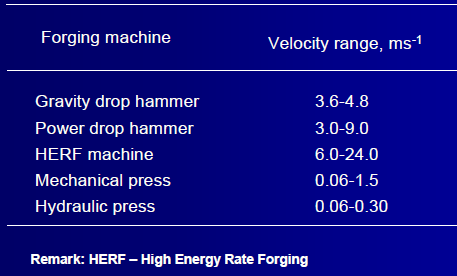 Forging machine Velocity range, ms-1
Gravity drop hammer 3.6-4.8
Power drop hammer 3.0-9.0
HERF machine 6.0-24.0
Mechanical press 0.06-1.5
Hydraulic press 0.06-0.30
Remark: HERF – High Energy Rate Forging